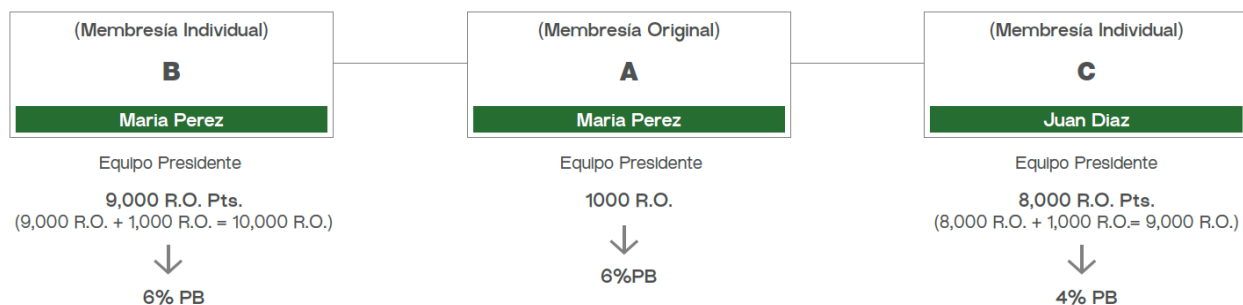 (Membresía Individual)
B
Maria Perez
Equipo Presidente
9,000 R.O. Pts.
(9,000 R.O. + 1,000 R.O. = 10,000 R.O.)
6% PB
(Membresía Original)
A
Maria Perez
Equipo Presidente
1000 R.O.
6%PB
(Membresía Individual)
C
Juan Diaz
Equipo Presidente
8,000 R.O. Pts.
(8,000 R.O. + 1,000 R.O.= 9,000 R.O.)
4% PB